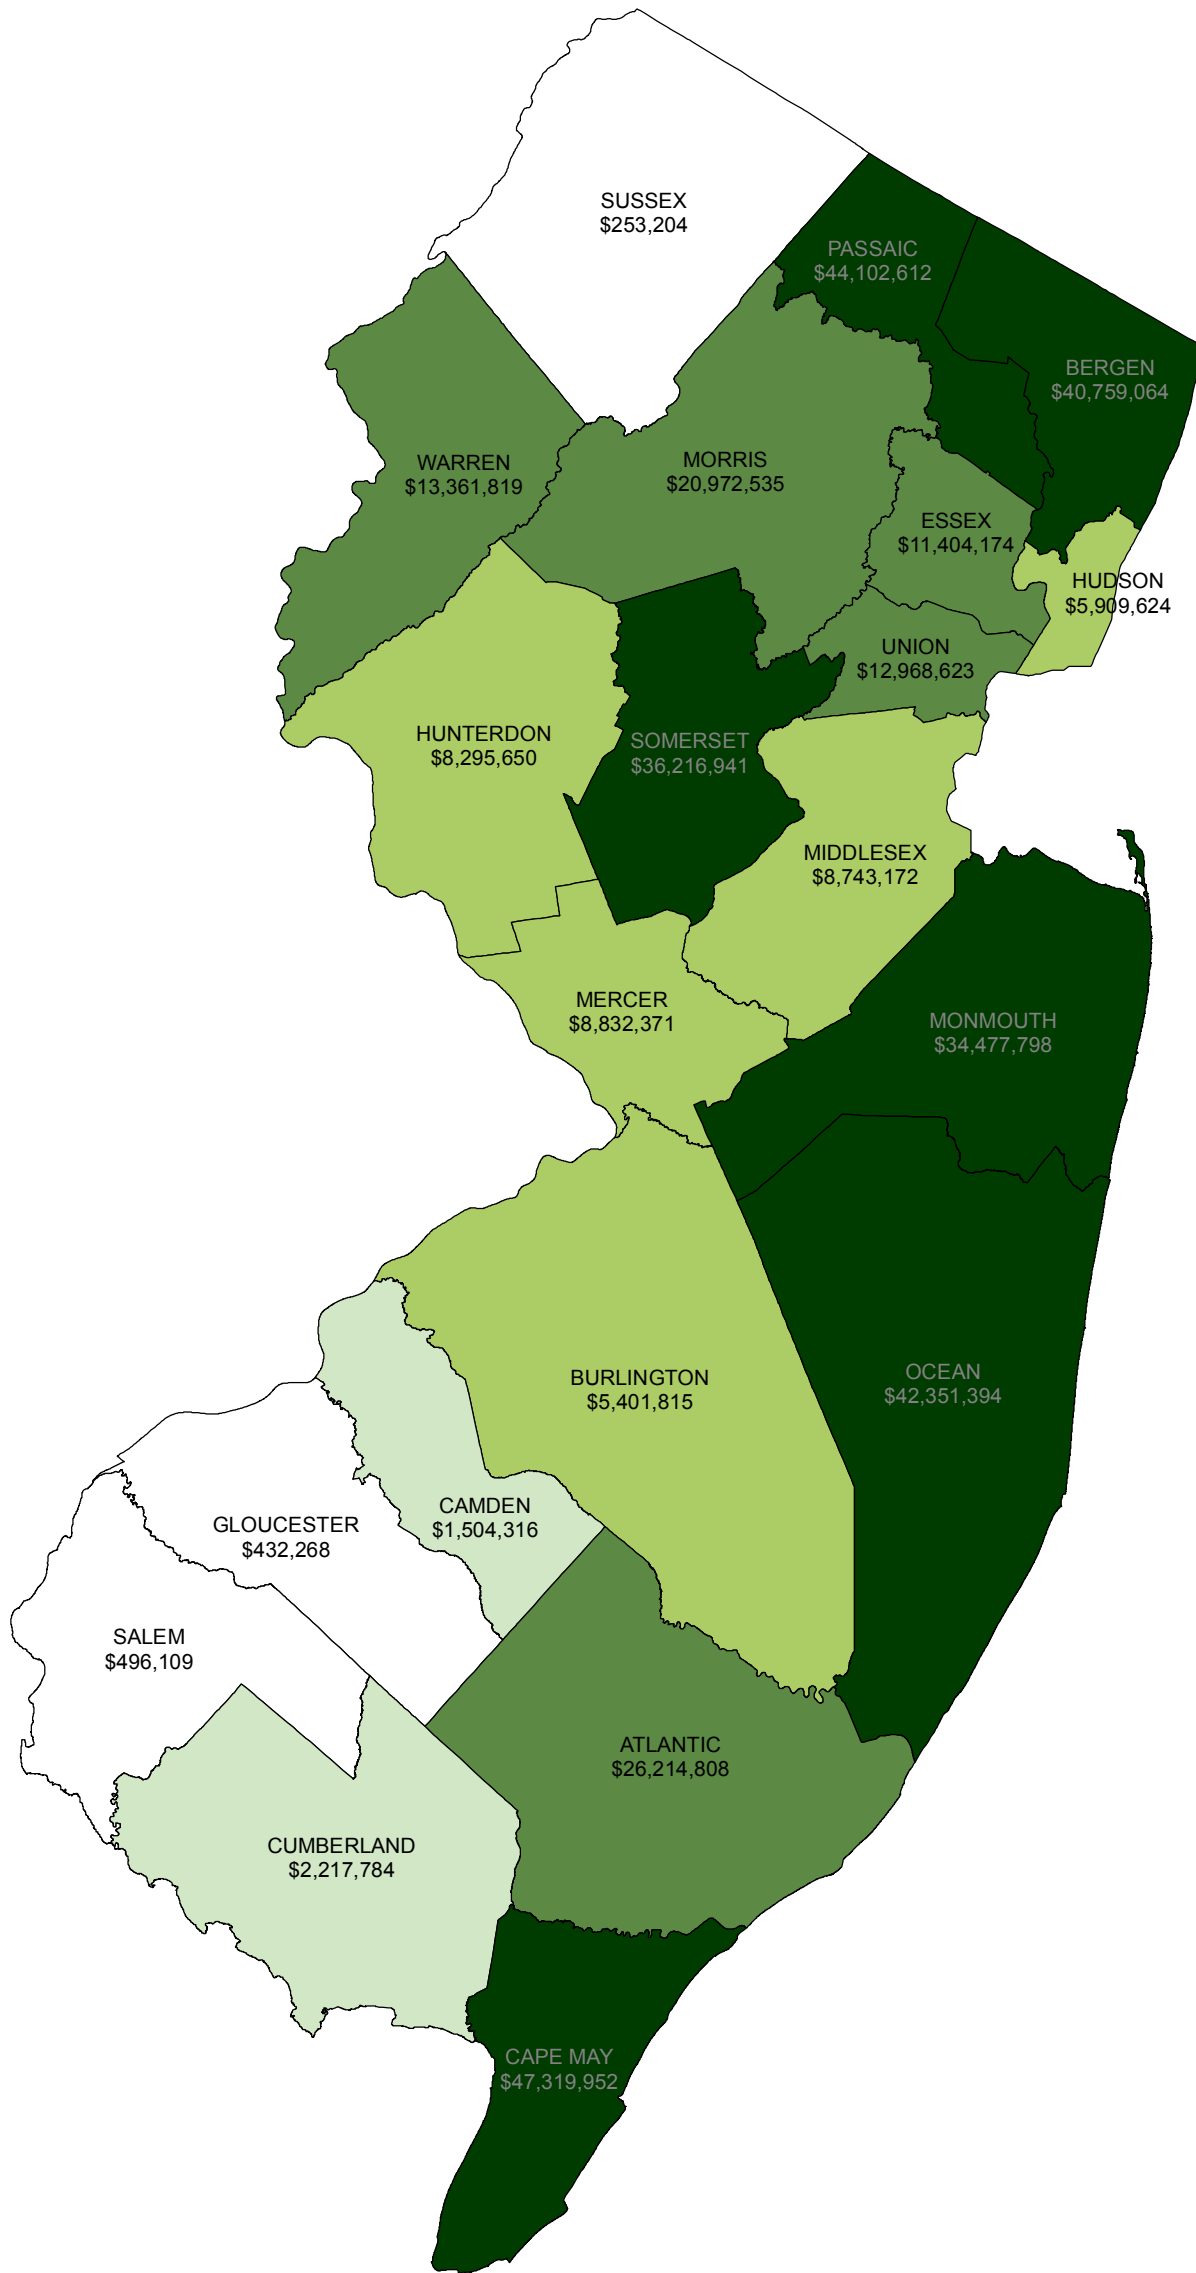 SUSSEX
$253,204
PASSAIC
$44,102,612
BERGEN
$40,759,064
WARREN
$13,361,819
MORRIS
$20,972,535
ESSEX
$11,404,174
HUDSON
$5,909,624
UNION
$12,968,623
HUNTERDON
$8,295,650
SOMERSET
$36,216,941
MIDDLESEX
$8,743,172
MERCER
$8,832,371
MONMOUTH
$34,477,798
BURLINGTON
$5,401,815
OCEAN
$42,351,394
CAMDEN
$1,504,316
GLOUCESTER
$432,268
SALEM
$496,109
ATLANTIC
$26,214,808
CUMBERLAND
$2,217,784
CAPE MAY
$47,319,952